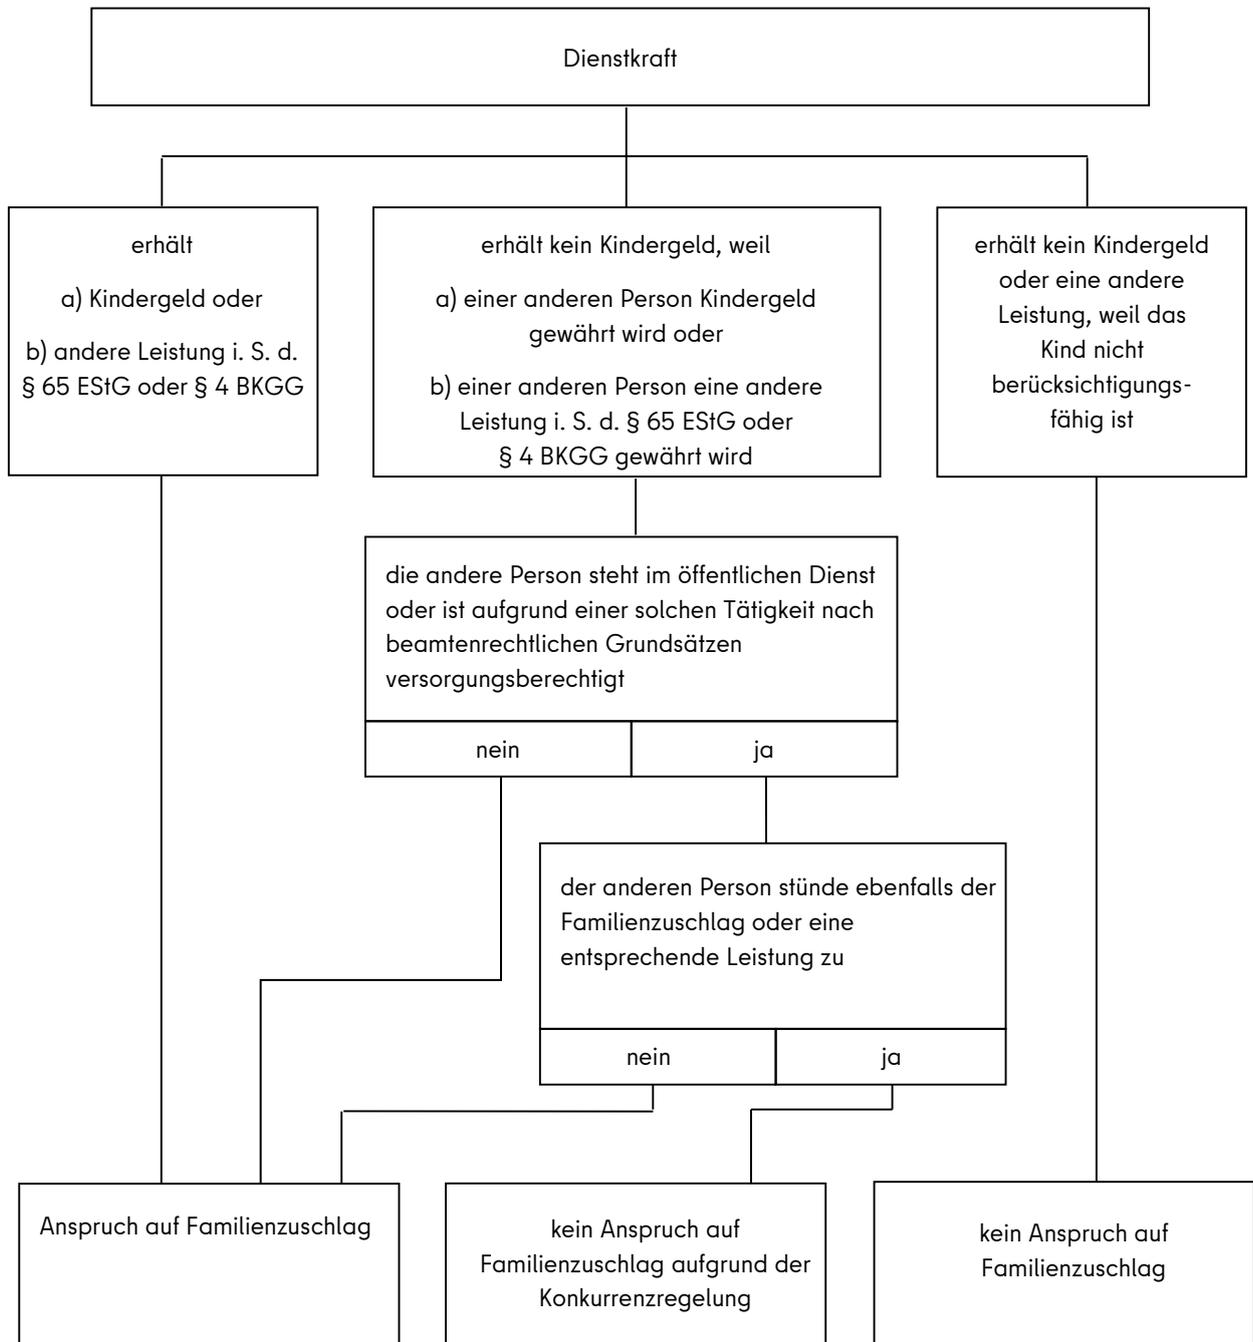 Dienstkraft
erhält
a) Kindergeld oder
b) andere Leistung i. S. d.
§ 65 EStG oder § 4 BKGG
erhält kein Kindergeld, weil
a) einer anderen Person Kindergeld
gewährt wird oder
b) einer anderen Person eine andere
Leistung i. S. d. § 65 EStG oder
§ 4 BKGG gewährt wird
erhält kein Kindergeld
oder eine andere
Leistung, weil das
Kind nicht
berücksichtigungs-
fähig ist
die andere Person steht im öffentlichen Dienst
oder ist aufgrund einer solchen Tätigkeit nach
beamtenrechtlichen Grundsätzen
versorgungsberechtigt
nein
ja
der anderen Person stünde ebenfalls der
Familienzuschlag oder eine
entsprechende Leistung zu
nein
ja
Anspruch auf Familienzuschlag
kein Anspruch auf
Familienzuschlag aufgrund der
Konkurrenzregelung
kein Anspruch auf
Familienzuschlag